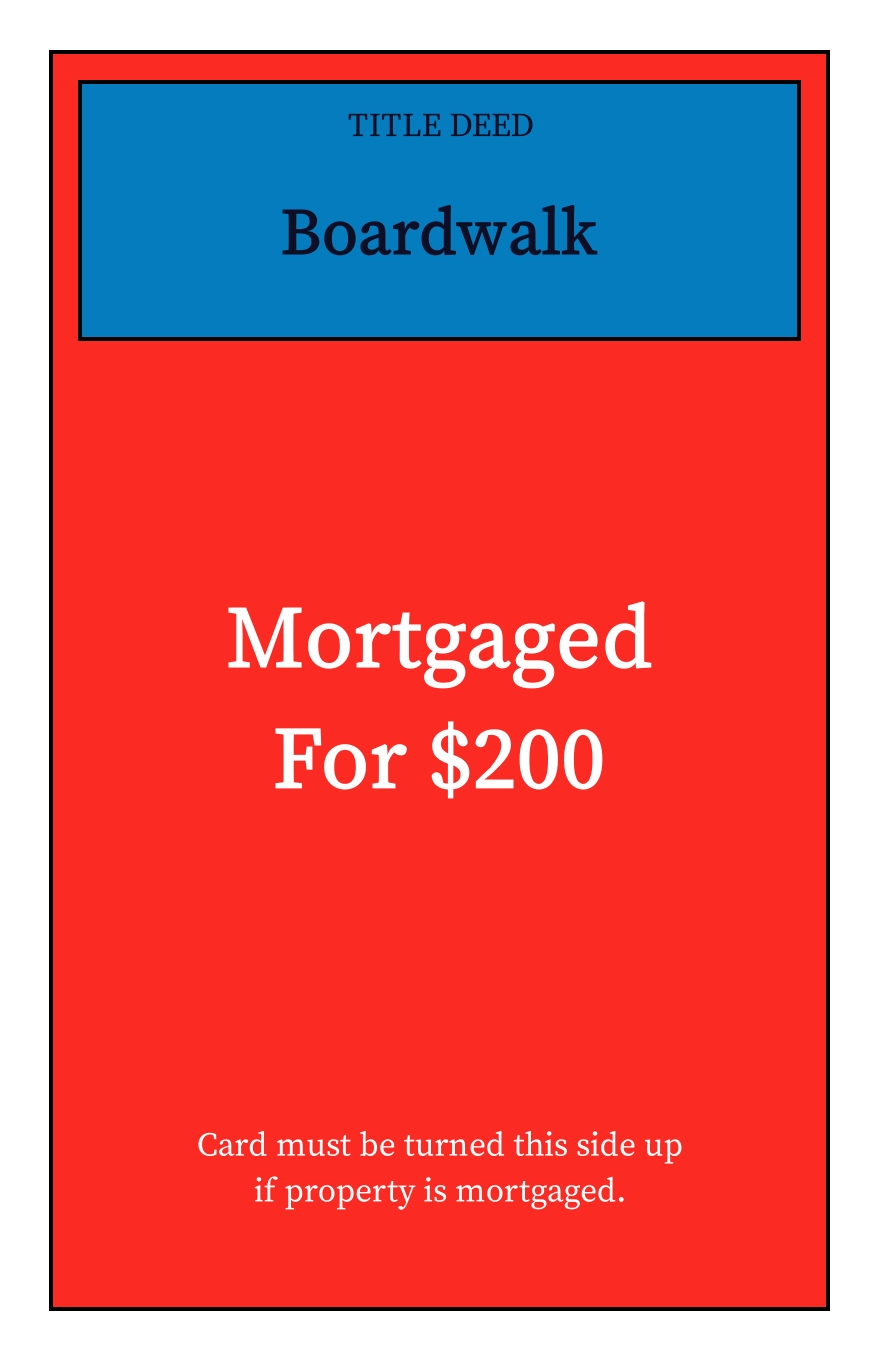 TITLE DEED
Boardwalk
Mortgaged
For $200
Card must be turned this side up
if property is mortgaged.